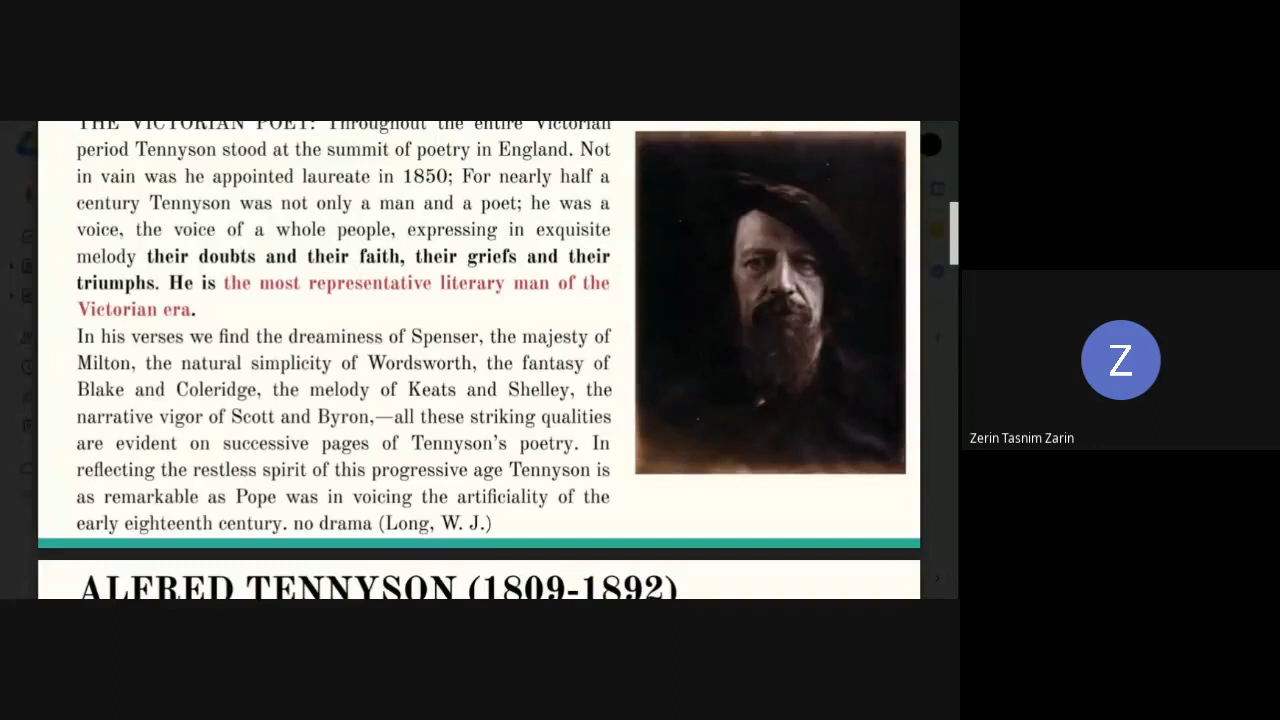 THE VICTORIAN POET: Throughout the entire Victorian
period Tennyson stood at the summit of poetry in England. Not
in vain was he appointed laureate in 1850; For nearly half a
century Tennyson was not only a man and a poet; he was a
voice, the voice of a whole people, expressing in exquisite
melody their doubts and their faith, their griefs and their
triumphs. He is the most representative literary man of the
Victorian era.
In his verses we find the dreaminess of Spenser, the majesty of
Milton, the natural simplicity of Wordsworth, the fantasy of
Blake and Coleridge, the melody of Keats and Shelley, the
narrative vigor of Scott and Byron,—all these striking qualities
are evident on successive pages of Tennyson's poetry. In
reflecting the restless spirit of this progressive age Tennyson is
as remarkable as Pope was in voicing the artificiality of the
early eighteenth century. no drama (Long, W. J.)
ALFRED TENNYSON (1809-1892)
Z
Zerin Tasnim Zarin